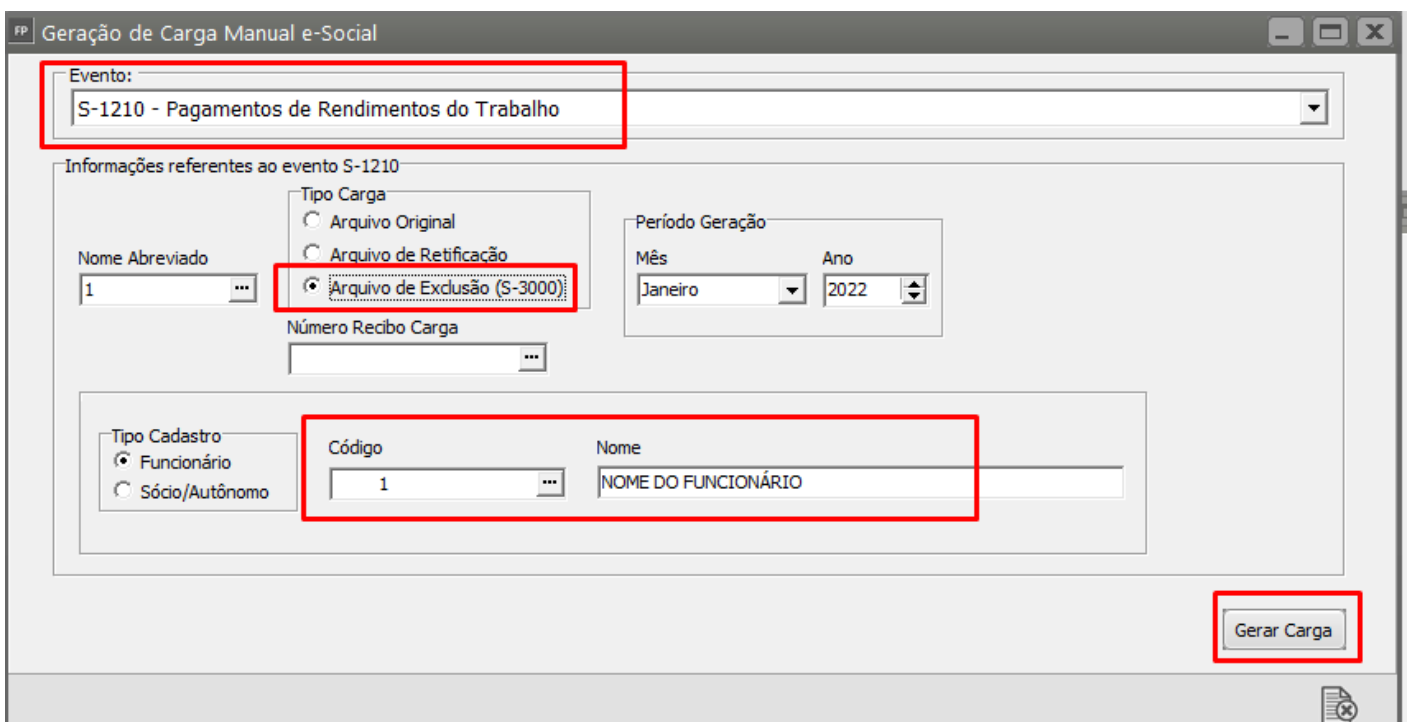 FP Geração de Carga Manual e-Social
Evento:
S-1210 - Pagamentos de Rendimentos do Trabalho
Informações referentes ao evento S-1210
Tipo Carga
Arquivo Original
Arquivo de Retificação
Arquivo de Exclusão (S-3000)
Nome Abreviado
1 ...
Número Recibo Carga
...
Período Geração
Mês Ano
Janeiro 2022
Tipo Cadastro
Funcionário
Sócio/Autônomo
Código Nome
1 ... NOME DO FUNCIONÁRIO
Gerar Carga